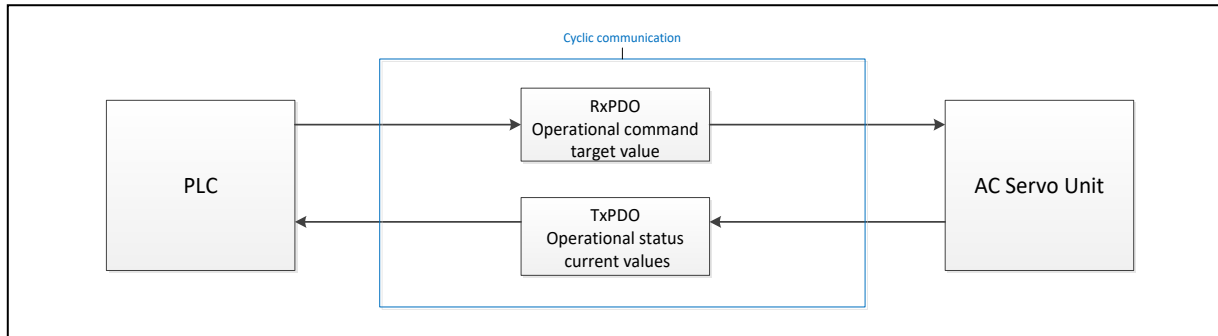 Cyclic communication
PLC
RxPDO
Operational command
target value
AC Servo Unit
TxPDO
Operational status
current values